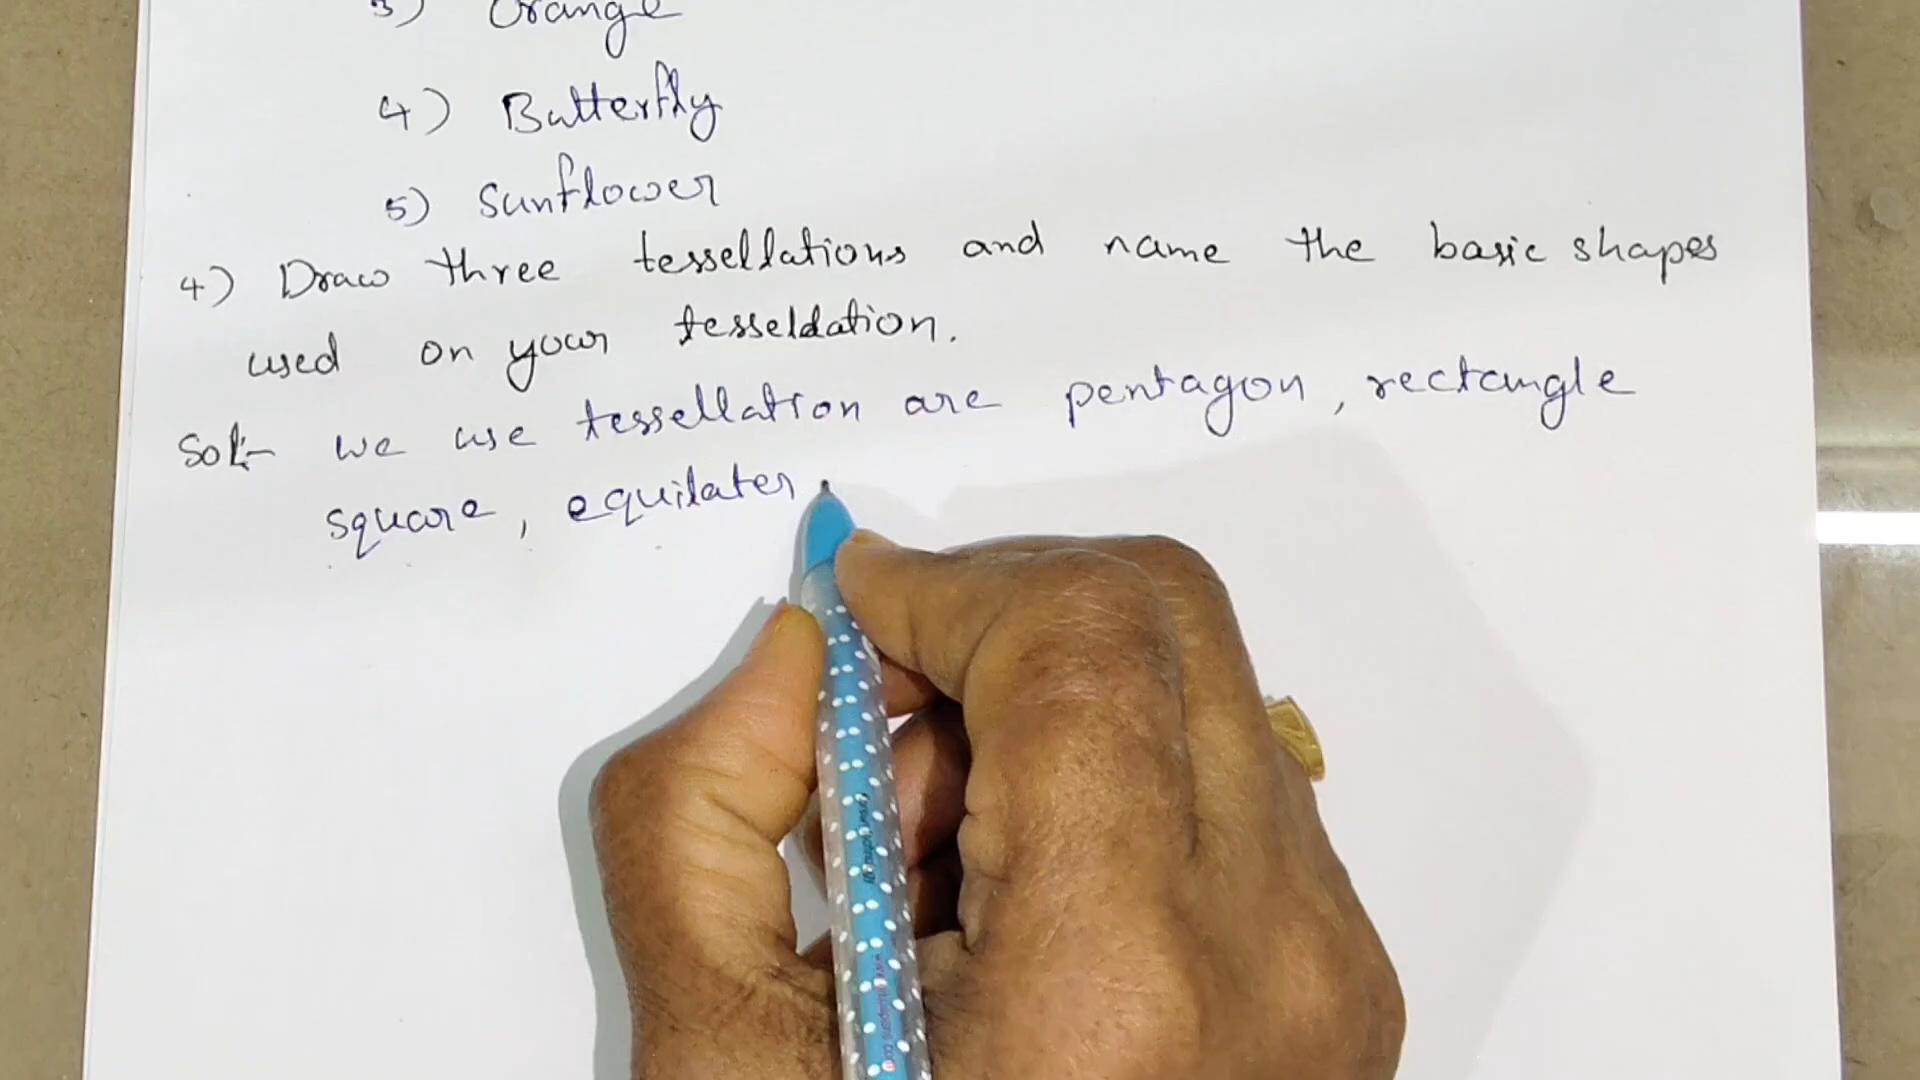 3) Orange
4) Butterfly
5) Sunflower
4) Draw three tessellations and name the basic shapes
used on your tesseldation.
Sol:- we use tessellation are pentagon, rectangle
square, equilater